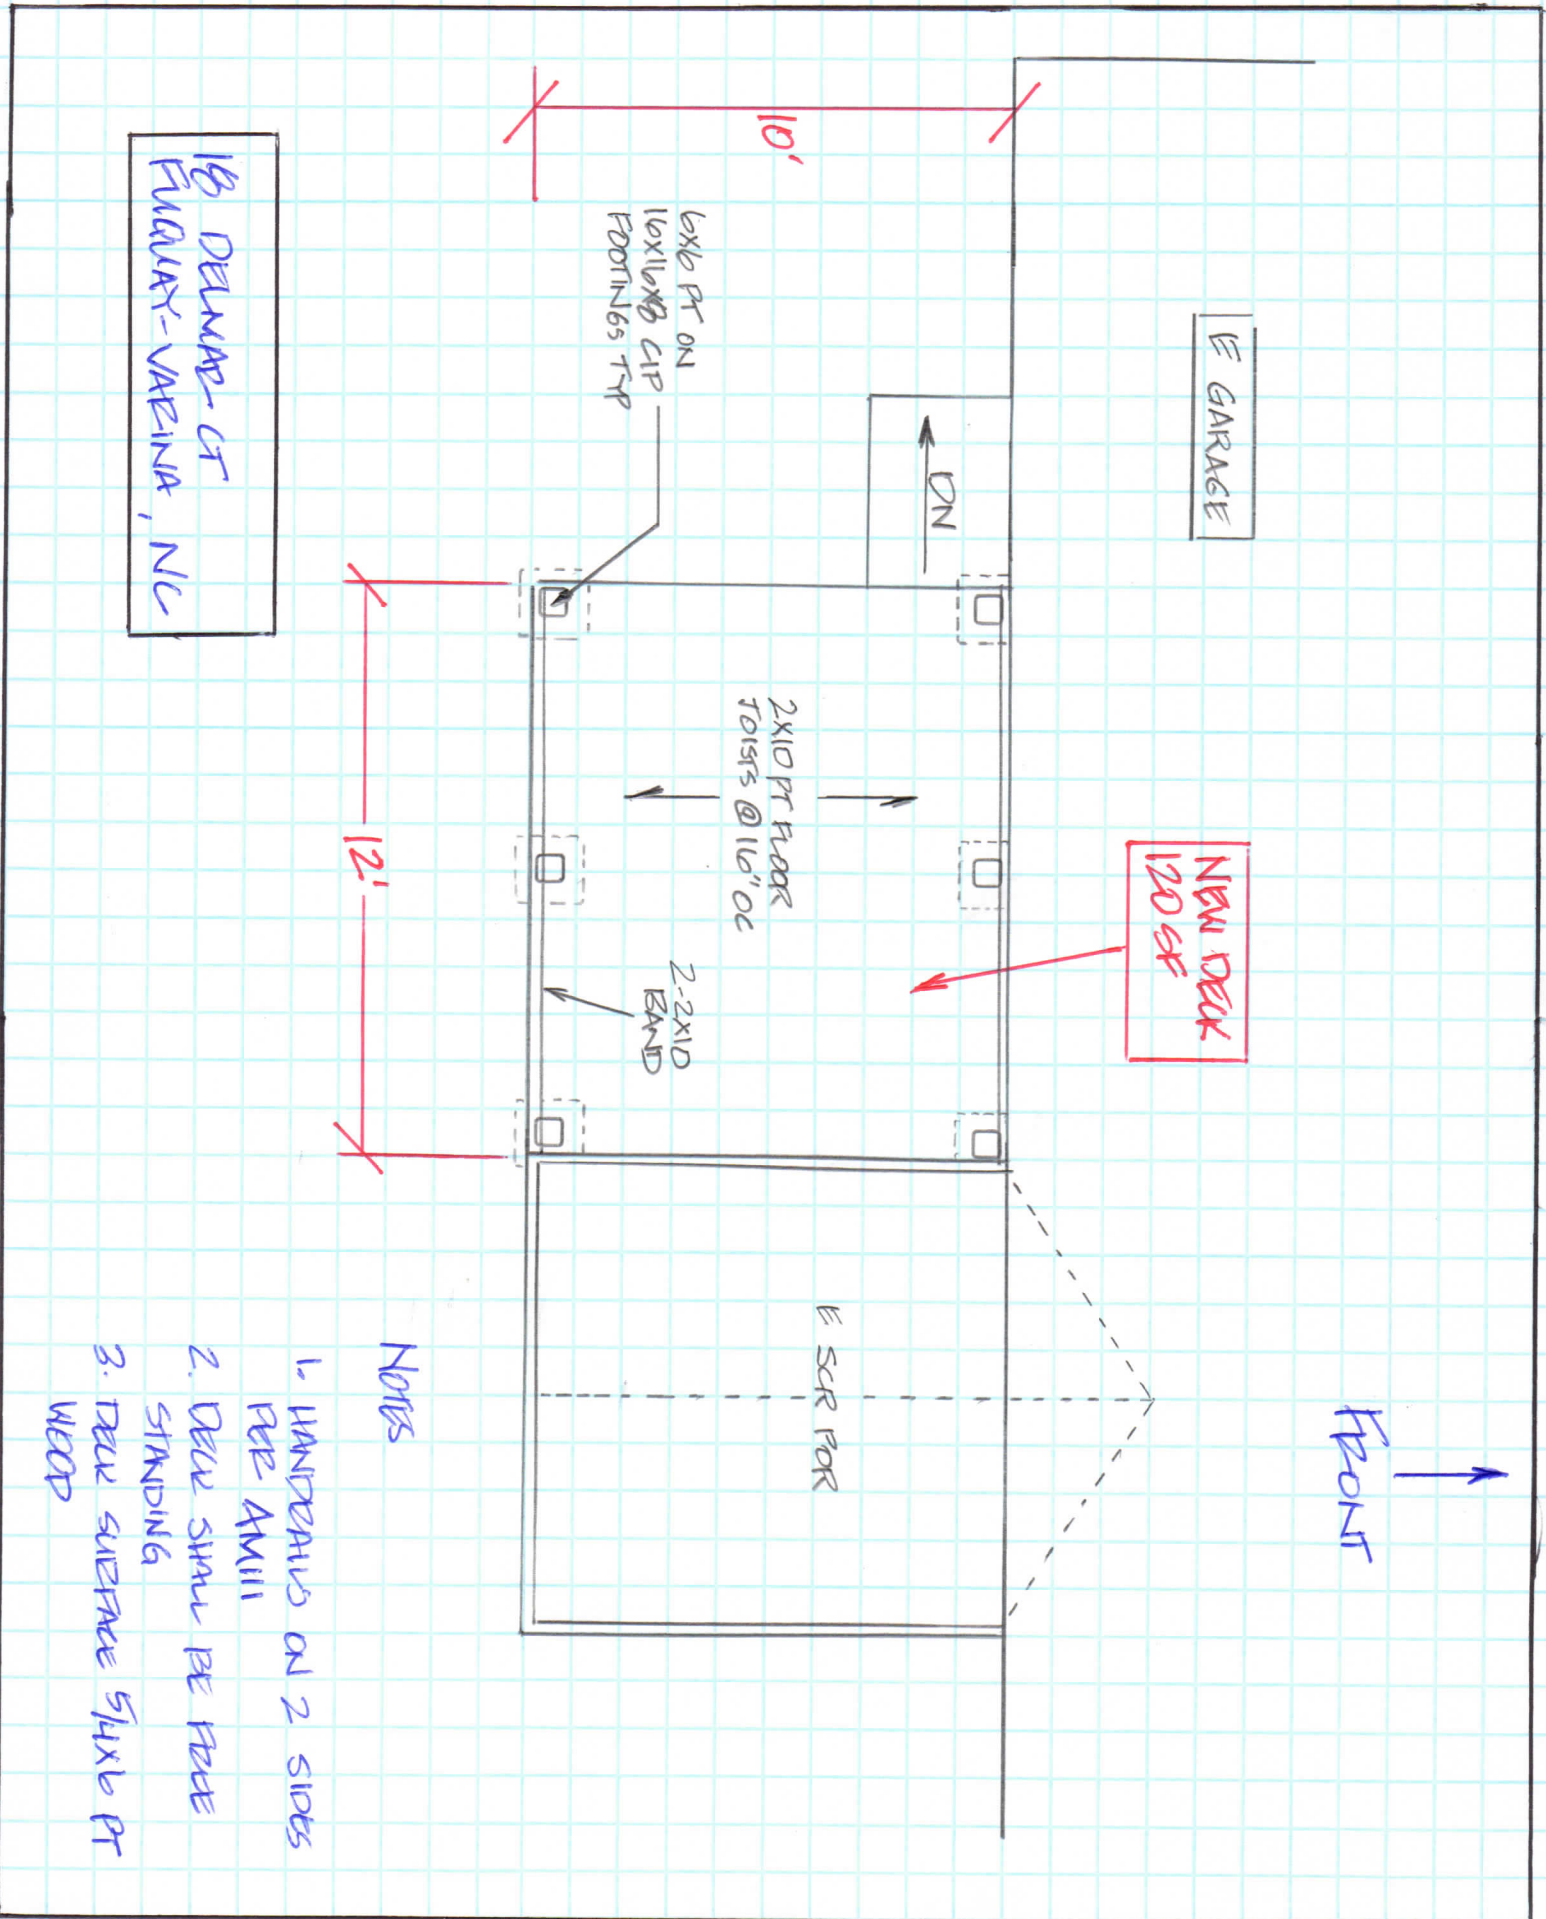 FRONT
E GARAGE
NEW DECK
120 SF
10'
DN
6X6 PT ON
16X16X8 CIP
FOOTINGS TYP
2X10 PT FLOOR
JOISTS @ 16" OC
2-2X10
BAND
E SCR POR
12'
18 DELMAR CT
FUQUAY-VARINA, NC
NOTES
1. HANDRAILS ON 2 SIDES
PER AM111
2. DECK SHALL BE FREE
STANDING
3. DECK SURFACE 5/4X6 PT
WOOD